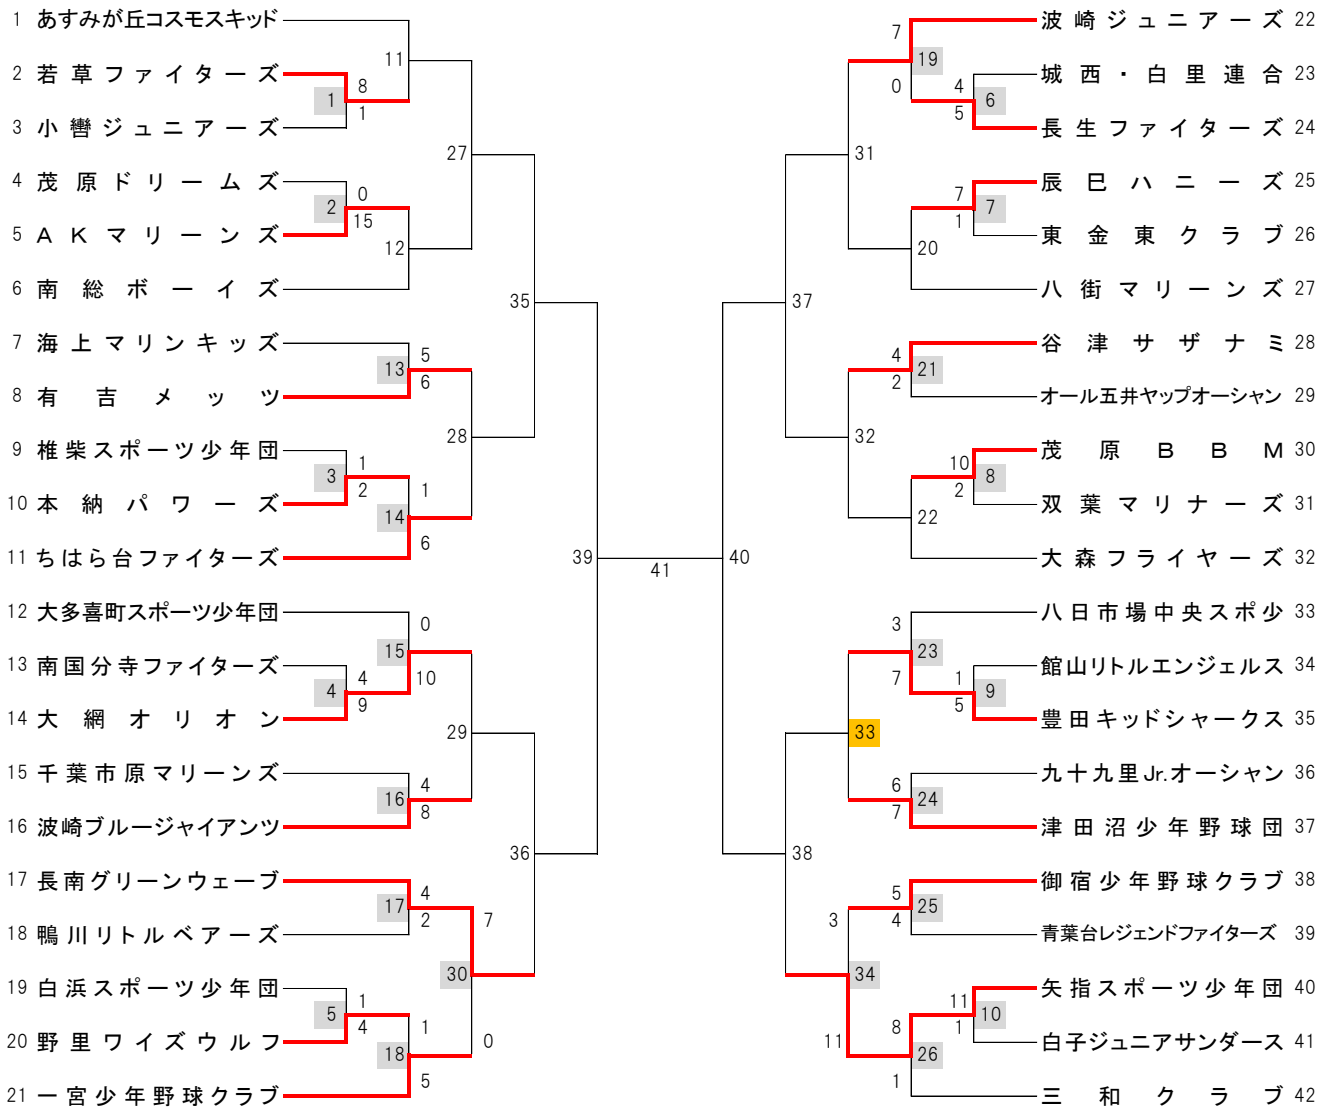 1 あすみが丘コスモスキッド
11
2 若草ファイターズ
8
1
1
3 小轡ジュニアーズ
27
4 茂原ドリームズ
0
2
15
5 AKマリーンズ
12
6 南総ボーイズ
35
7 海上マリンキッズ
5
13
6
8 有吉メッツ
28
9 椎柴スポーツ少年団
1
3
2
10 本納パワーズ
1
14
6
11 ちはら台ファイターズ
39
12 大多喜町スポーツ少年団
0
15
10
13 南国分寺ファイターズ
4
4
9
14 大網オリオン
29
15 千葉市原マリーンズ
4
16
8
16 波崎ブルージャイアンツ
36
17 長南グリーンウェーブ
4
17
2
7
18 鴨川リトルベアーズ
30
0
19 白浜スポーツ少年団
1
5
4
20 野里ワイズウルフ
1
18
5
21 一宮少年野球クラブ
41
波崎ジュニアーズ 22
7
19
0
城西・白里連合 23
4
6
5
長生ファイターズ 24
31
辰巳ハニーズ 25
7
7
1
東金東クラブ 26
20
八街マリーンズ 27
37
谷津サザナミ 28
4
21
2
オール五井ヤップオーシャン 29
32
茂原BBM 30
10
8
2
双葉マリナーズ 31
22
大森フライヤーズ 32
40
八日市場中央スポ少 33
3
23
7
館山リトルエンジェルス 34
1
9
5
豊田キッドシャークス 35
33
九十九里Jr.オーシャン 36
6
24
7
津田沼少年野球団 37
38
御宿少年野球クラブ 38
5
25
4
3
青葉台レジェンドファイターズ 39
34
11
矢指スポーツ少年団 40
11
10
1
白子ジュニアサンダース 41
8
26
1
三和クラブ 42